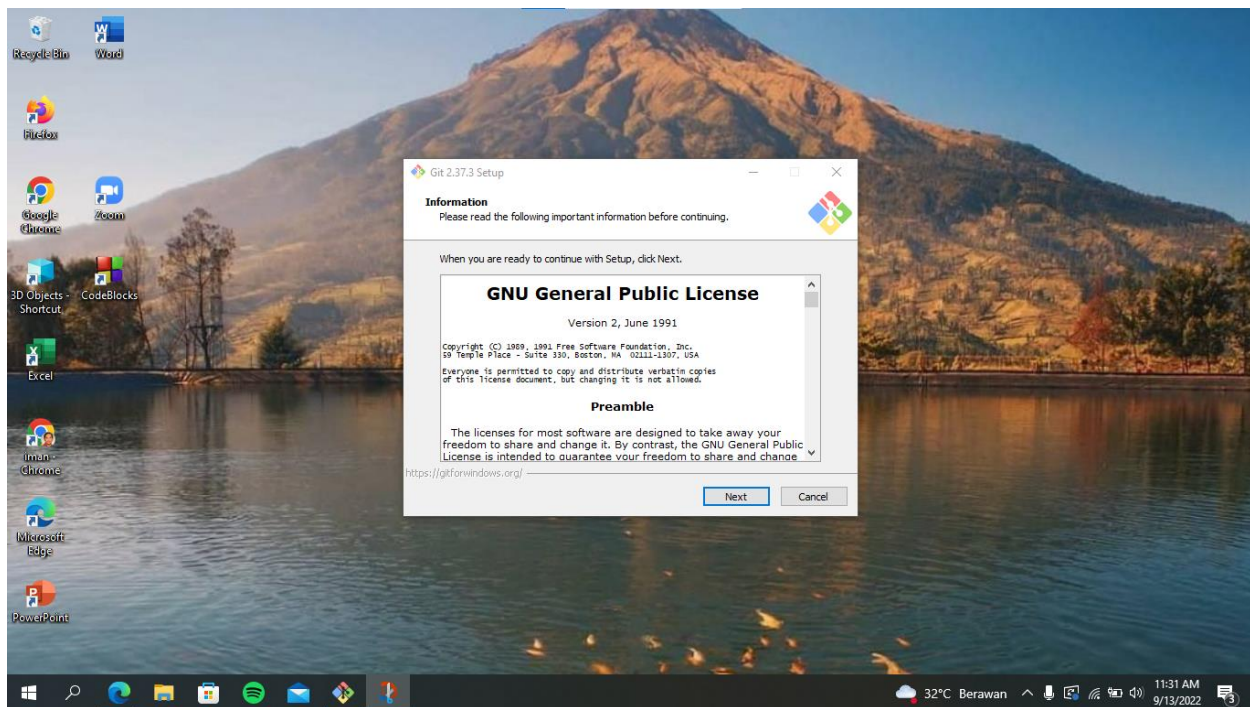 Recycle Bin
Word
Firefox
Google
Chrome
Zoom
3D Objects -
Shortcut
CodeBlocks
Excel
iman -
Chrome
Microsoft
Edge
PowerPoint
Git 2.37.3 Setup
Information
Please read the following important information before continuing.
When you are ready to continue with Setup, click Next.
GNU General Public License
Version 2, June 1991
Copyright (C) 1989, 1991 Free Software Foundation, Inc.
59 Temple Place - Suite 330, Boston, MA  02111-1307, USA
Everyone is permitted to copy and distribute verbatim copies
of this license document, but changing it is not allowed.
Preamble
The licenses for most software are designed to take away your
freedom to share and change it. By contrast, the GNU General Public
License is intended to guarantee your freedom to share and change
https://gitforwindows.org/
Next
Cancel
32°C Berawan
11:31 AM
9/13/2022
3